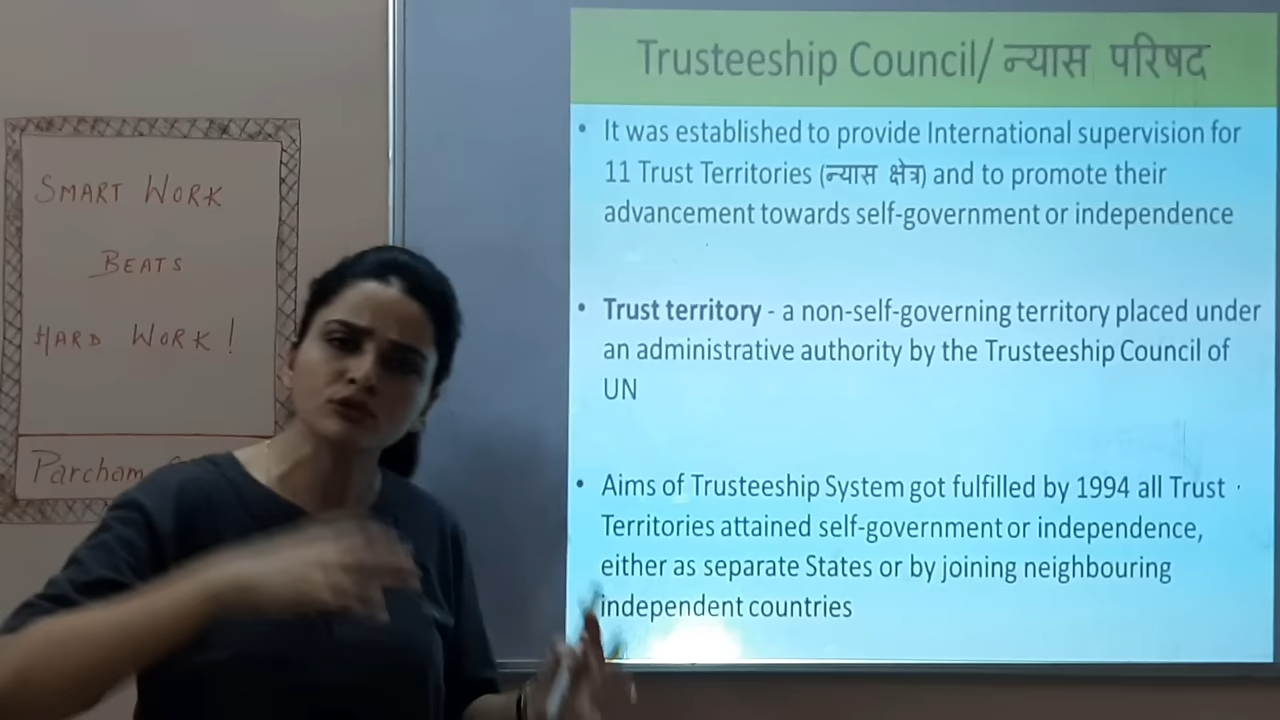 SMART WORK
BEATS
HARD WORK!
Parcham
Trusteeship Council/ न्यास परिषद
• It was established to provide International supervision for
11 Trust Territories (न्यास क्षेत्र) and to promote their
advancement towards self-government or independence
• Trust territory - a non-self-governing territory placed under
an administrative authority by the Trusteeship Council of
UN
• Aims of Trusteeship System got fulfilled by 1994 all Trust
Territories attained self-government or independence,
either as separate States or by joining neighbouring
independent countries